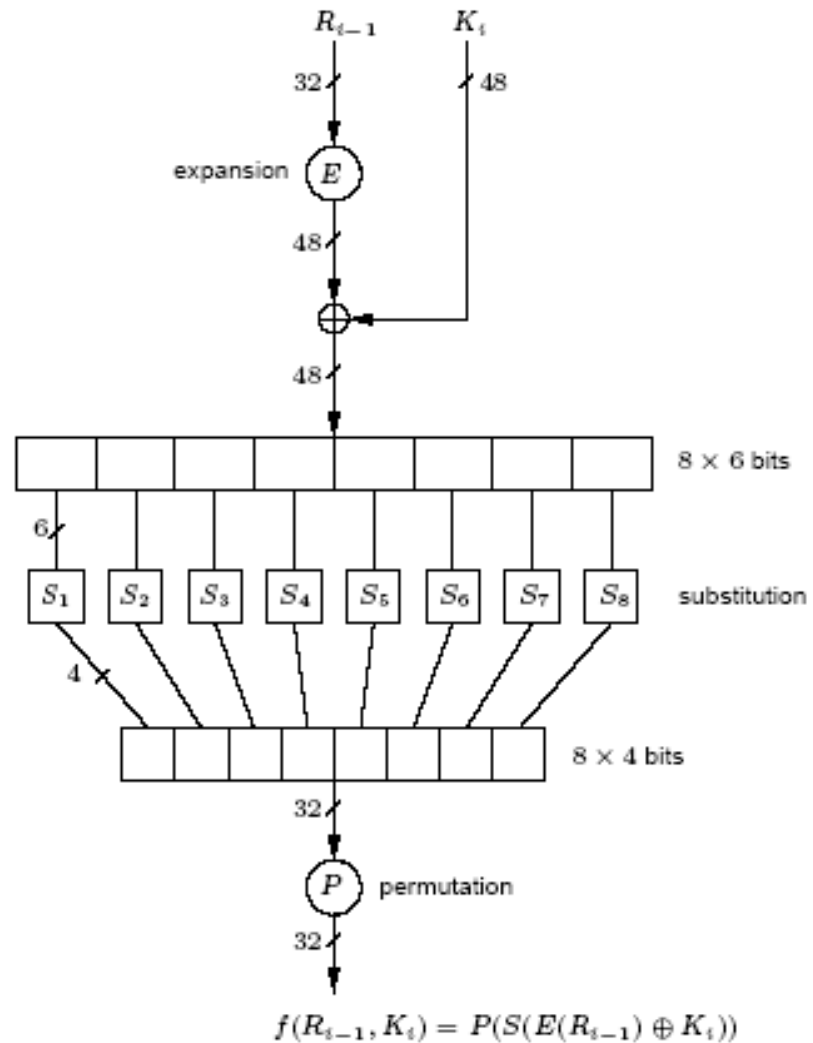 R_{i−1} K_i
32 48
expansion E
48
48
8 × 6 bits
6
S_1 S_2 S_3 S_4 S_5 S_6 S_7 S_8 substitution
4
8 × 4 bits
32
P permutation
32
f(R_{i−1}, K_i) = P(S(E(R_{i−1}) ⊕ K_i))